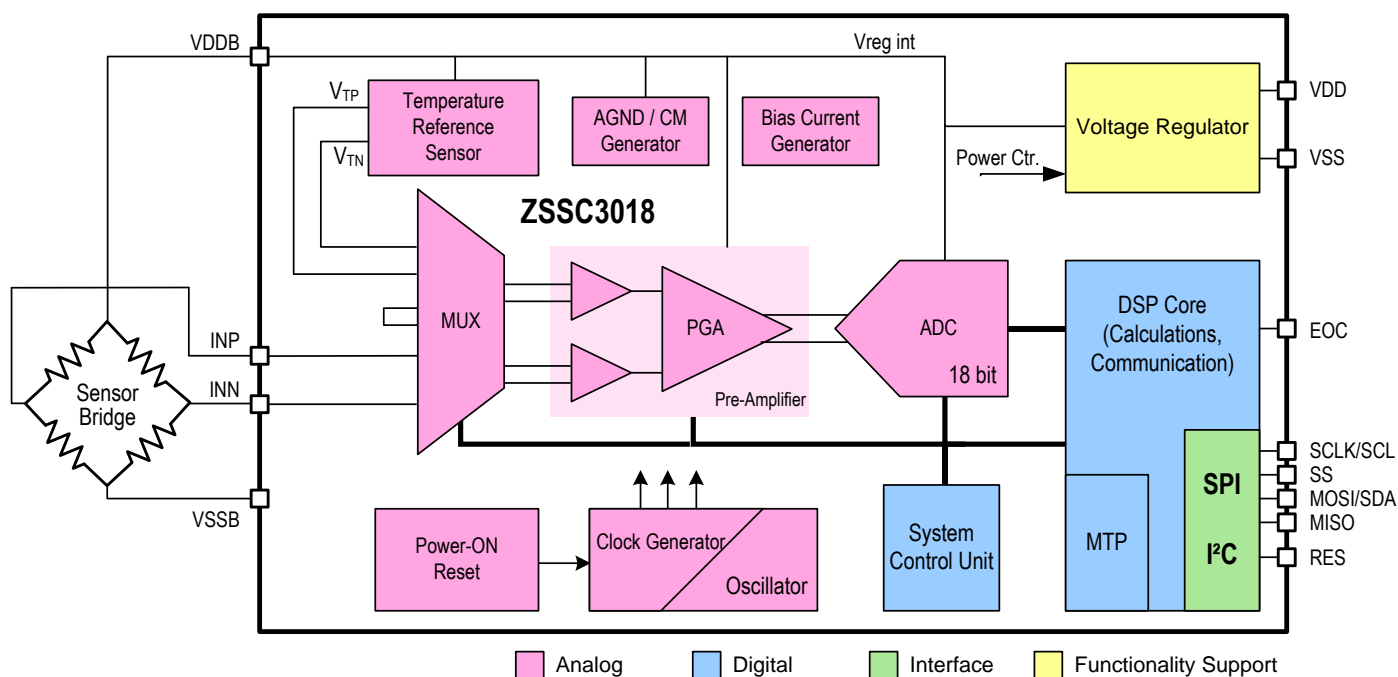 VDDB
Vreg int
VTP
VTN
Temperature
Reference
Sensor
AGND / CM
Generator
Bias Current
Generator
Voltage Regulator
VDD
VSS
Power Ctr.
ZSSC3018
MUX
PGA
Pre-Amplifier
ADC
18 bit
DSP Core
(Calculations,
Communication)
EOC
INP
INN
Sensor
Bridge
VSSB
Power-ON
Reset
Clock Generator
Oscillator
System
Control Unit
MTP
SPI
I²C
SCLK/SCL
SS
MOSI/SDA
MISO
RES
Analog
Digital
Interface
Functionality Support